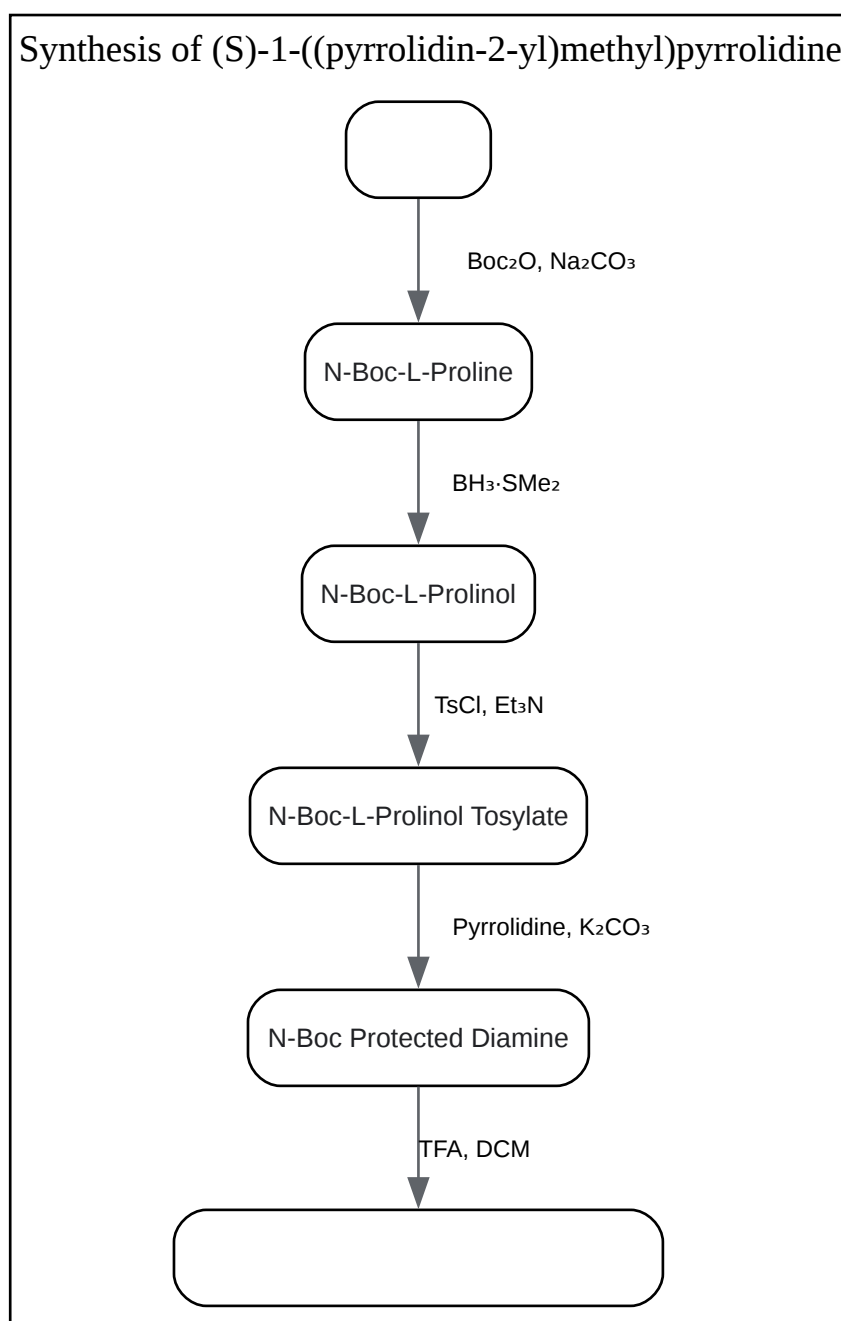 Synthesis of (S)-1-((pyrrolidin-2-yl)methyl)pyrrolidine
Boc₂O, Na₂CO₃
N-Boc-L-Proline
BH₃·SMe₂
N-Boc-L-Prolinol
TsCl, Et₃N
N-Boc-L-Prolinol Tosylate
Pyrrolidine, K₂CO₃
N-Boc Protected Diamine
TFA, DCM